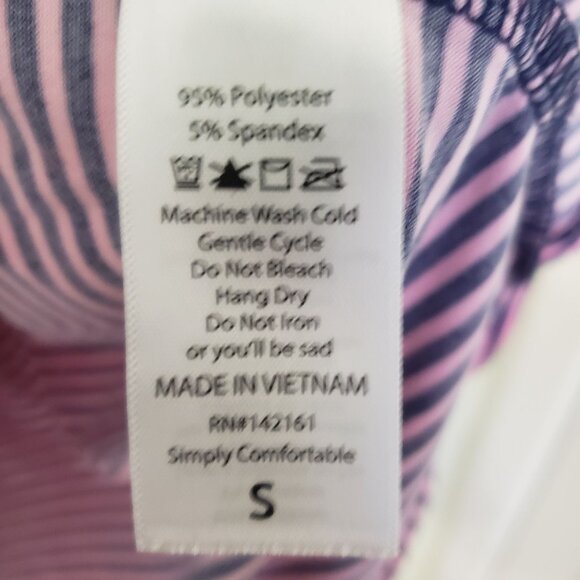 95% Polyester
5% Spandex
Machine Wash Cold
Gentle Cycle
Do Not Bleach
Hang Dry
Do Not Iron
or you'll be sad
MADE IN VIETNAM
RN#142161
Simply Comfortable
S